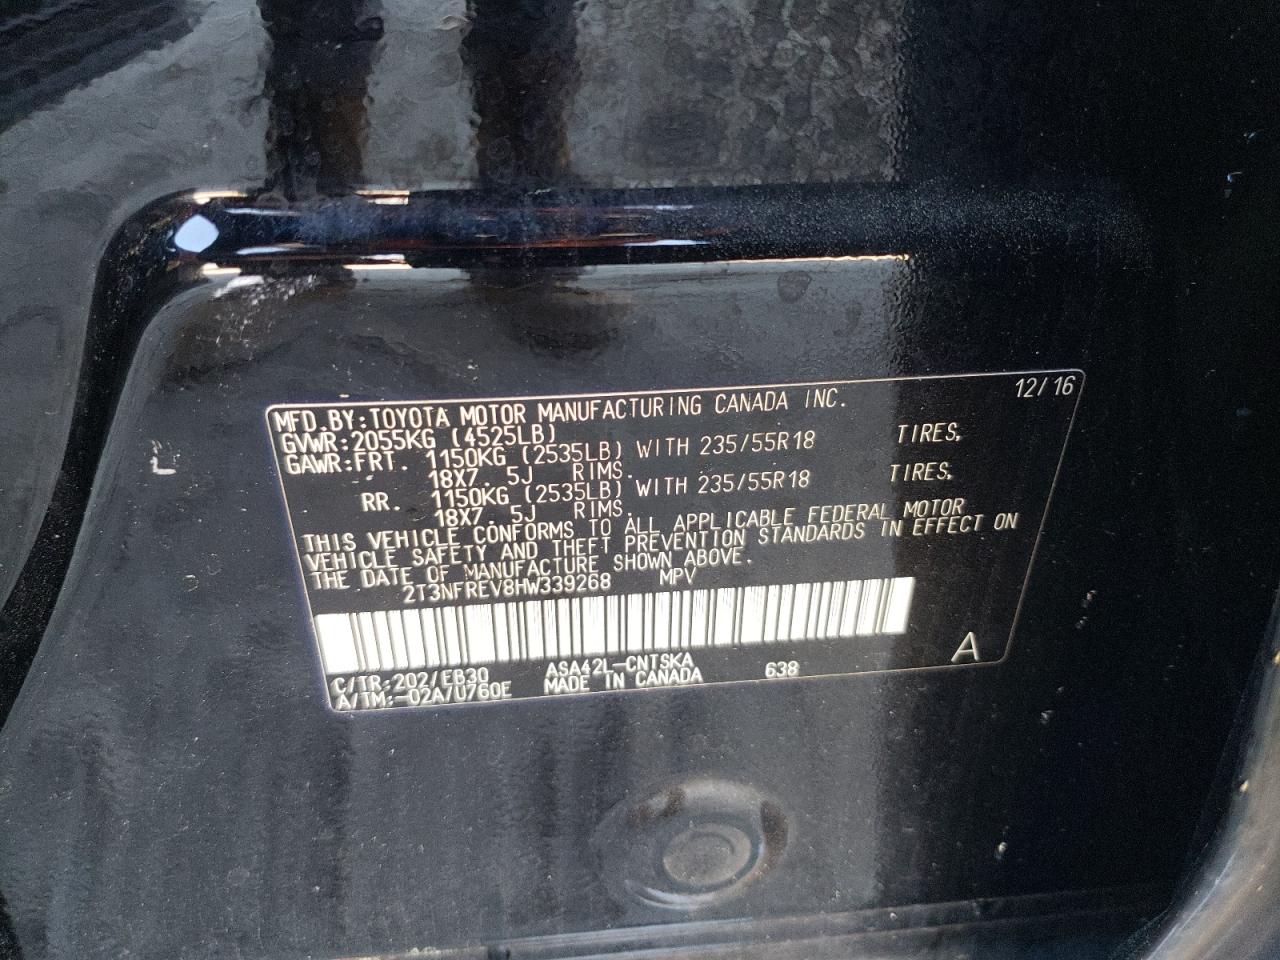 12/16
MFD.BY:TOYOTA MOTOR MANUFACTURING CANADA INC.
GVWR:2055KG (4525LB)
GAWR:FRT. 1150KG (2535LB) WITH 235/55R18 TIRES,
18X7.5J RIMS.
RR. 1150KG (2535LB) WITH 235/55R18 TIRES,
18X7.5J RIMS.
THIS VEHICLE CONFORMS TO ALL APPLICABLE FEDERAL MOTOR
VEHICLE SAFETY AND THEFT PREVENTION STANDARDS IN EFFECT ON
THE DATE OF MANUFACTURE SHOWN ABOVE.
2T3NFREV8HW339268 MPV
C/TR:202/EB30 ASA42L-CNTSKA 638 A
A/TM:-02A/U760E MADE IN CANADA